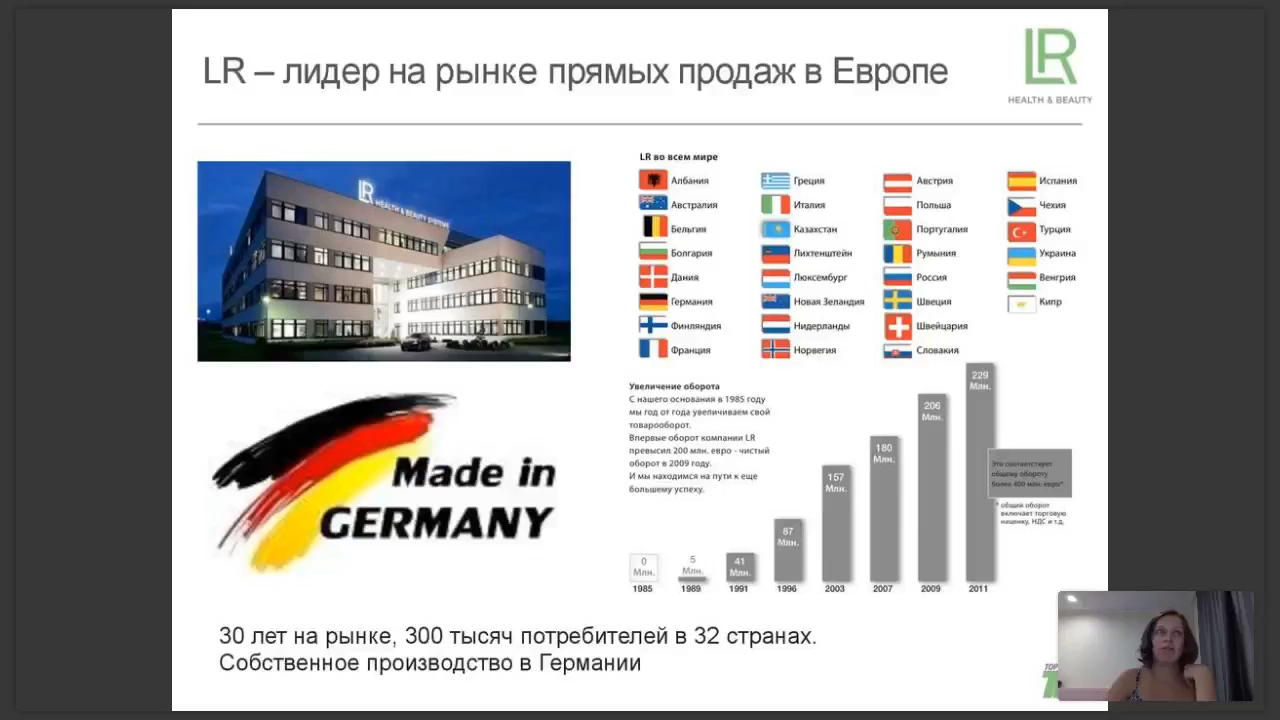 LR – лидер на рынке прямых продаж в Европе
LR
HEALTH & BEAUTY
LR
HEALTH & BEAUTY SYSTEMS
LR во всем мире
Албания
Австралия
Бельгия
Болгария
Дания
Германия
Финляндия
Франция
Греция
Италия
Казахстан
Лихтенштейн
Люксембург
Новая Зеландия
Нидерланды
Норвегия
Австрия
Польша
Португалия
Румыния
Россия
Швеция
Швейцария
Словакия
Испания
Чехия
Турция
Украина
Венгрия
Кипр
Made in
GERMANY
Увеличение оборота
С нашего основания в 1985 году
мы год от года увеличиваем свой
товарооборот.
Впервые оборот компании LR
превысил 200 млн. евро - чистый
оборот в 2009 году.
И мы находимся на пути к еще
большему успеху.
0
Млн.
5
Млн.
41
Млн.
87
Млн.
157
Млн.
180
Млн.
206
Млн.
229
Млн.
1985
1989
1991
1996
2003
2007
2009
2011
Это соответствует
общему обороту
более 400 млн. евро*
* общий оборот
включает торговую
наценку, НДС и т.д.
30 лет на рынке, 300 тысяч потребителей в 32 странах.
Собственное производство в Германии
TOP